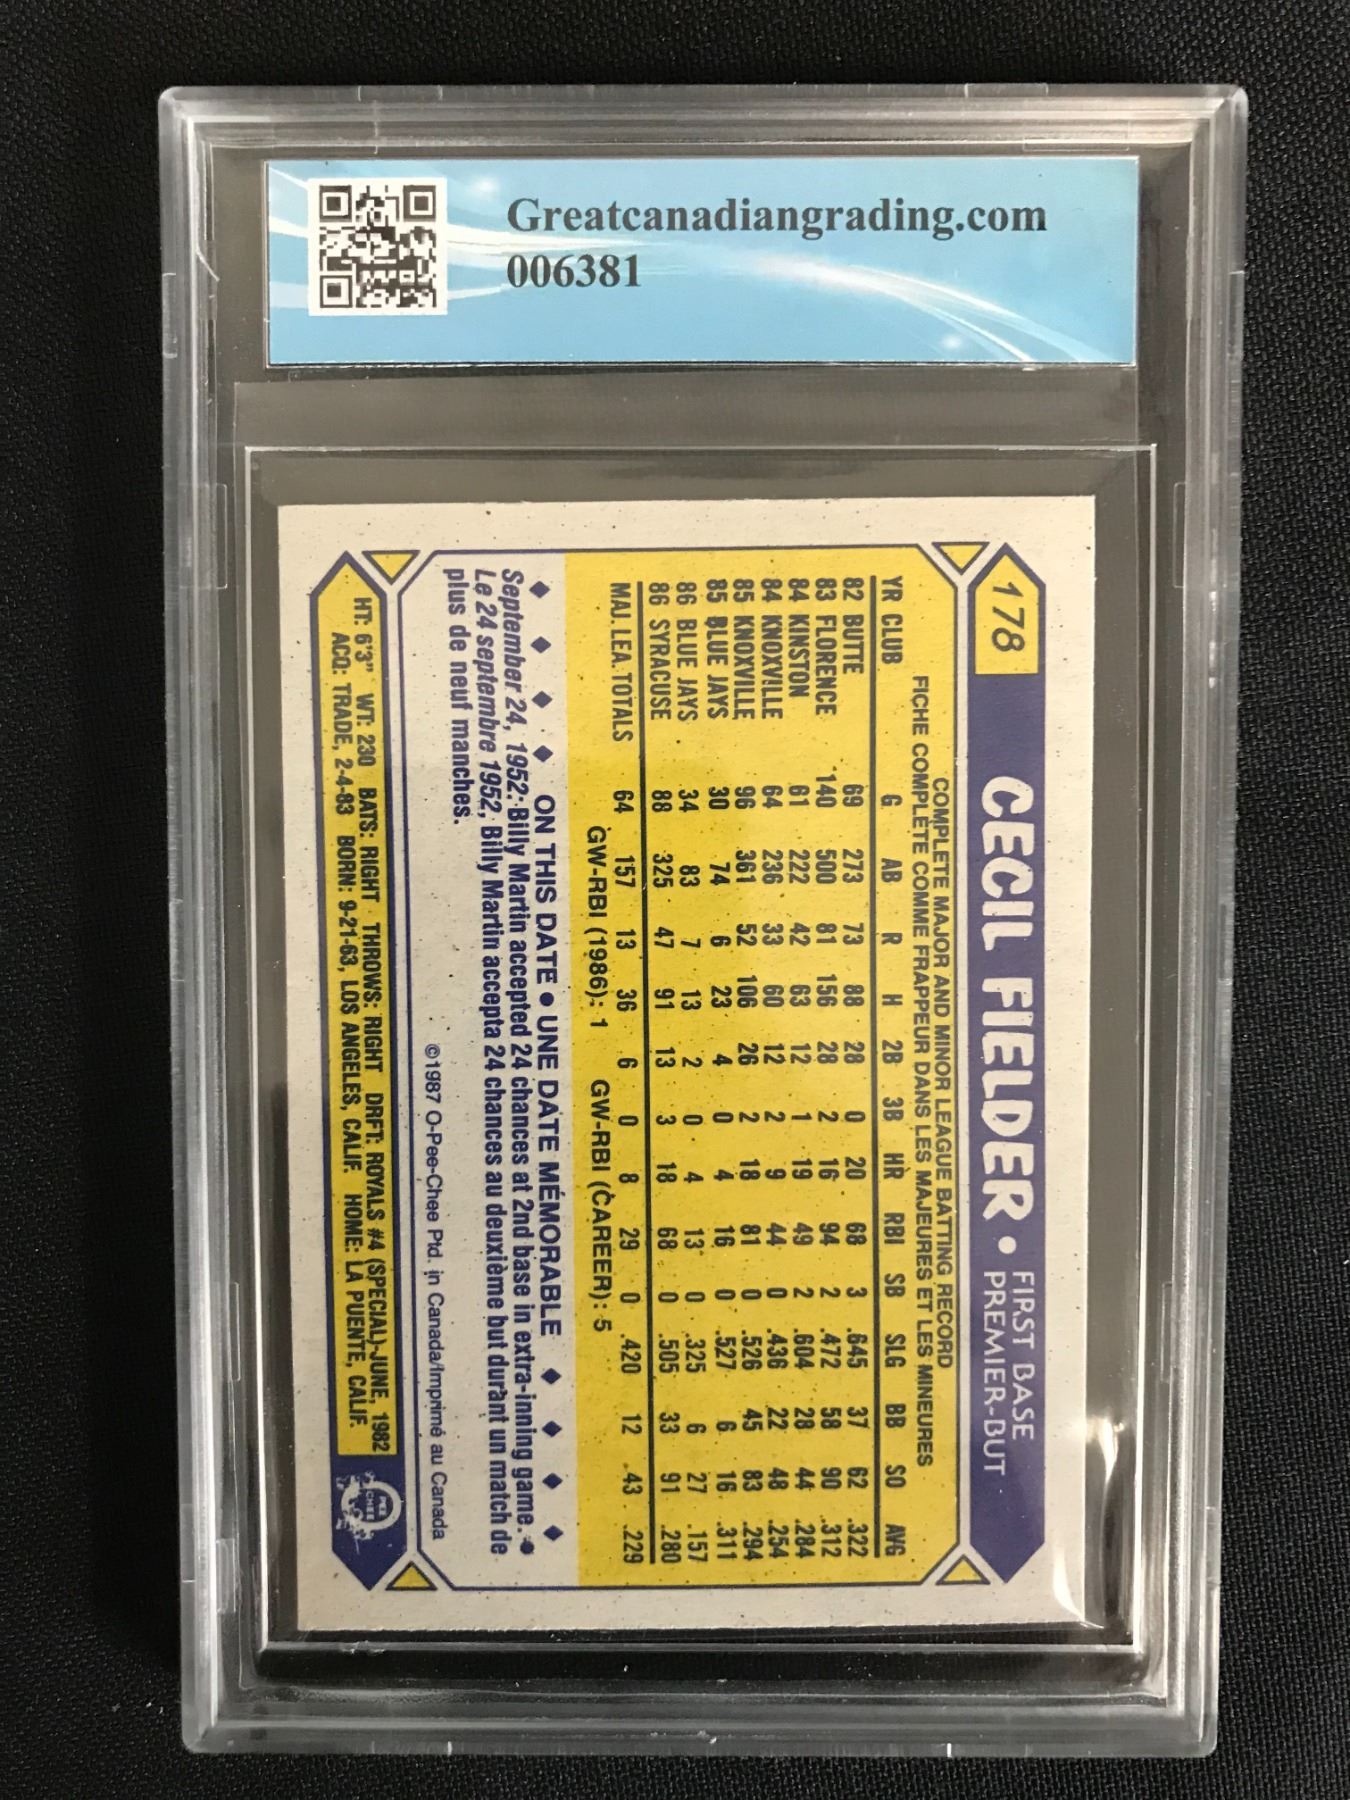 Greatcanadiangrading.com
006381
178 CECIL FIELDER • FIRST BASE
PREMIER-BUT
COMPLETE MAJOR AND MINOR LEAGUE BATTING RECORD
FICHE COMPLÈTE COMME FRAPPEUR DANS LES MAJEURES ET LES MINEURES
YR CLUB G AB R H 2B 3B HR RBI SB SLG BB SO AVG
82 BUTTE 69 273 73 88 28 0 20 68 3 .645 37 62 .322
83 FLORENCE 140 500 81 156 28 2 16 94 2 .472 58 90 .312
84 KINSTON 61 222 42 63 12 1 19 49 2 .604 28 44 .284
84 KNOXVILLE 64 236 33 60 12 2 9 44 0 .436 22 48 .254
85 KNOXVILLE 96 361 52 106 26 2 18 81 0 .526 45 83 .294
85 BLUE JAYS 30 74 6 23 4 0 4 16 0 .527 6 16 .311
86 BLUE JAYS 34 83 7 13 2 0 4 13 0 .325 6 27 .157
86 SYRACUSE 88 325 47 91 13 3 18 68 0 .505 33 91 .280
MAJ. LEA. TOTALS 64 157 13 36 6 0 8 29 0 .420 12 43 .229
GW-RBI (1986): 1 GW-RBI (CAREER): 5
♦ ♦ ♦ ♦ ON THIS DATE • UNE DATE MÉMORABLE ♦ ♦ ♦ ♦
September 24, 1952: Billy Martin accepted 24 chances at 2nd base in extra-inning game. •
Le 24 septembre 1952, Billy Martin accepta 24 chances au deuxième but durant un match de
plus de neuf manches.
©1987 O-Pee-Chee Ptd. in Canada/Imprimé au Canada
HT: 6'3" WT: 230 BATS: RIGHT THROWS: RIGHT DRFT: ROYALS #4 (SPECIAL)-JUNE, 1982
ACQ: TRADE, 2-4-83 BORN: 9-21-63, LOS ANGELES, CALIF. HOME: LA PUENTE, CALIF.
O
PEE
CHEE